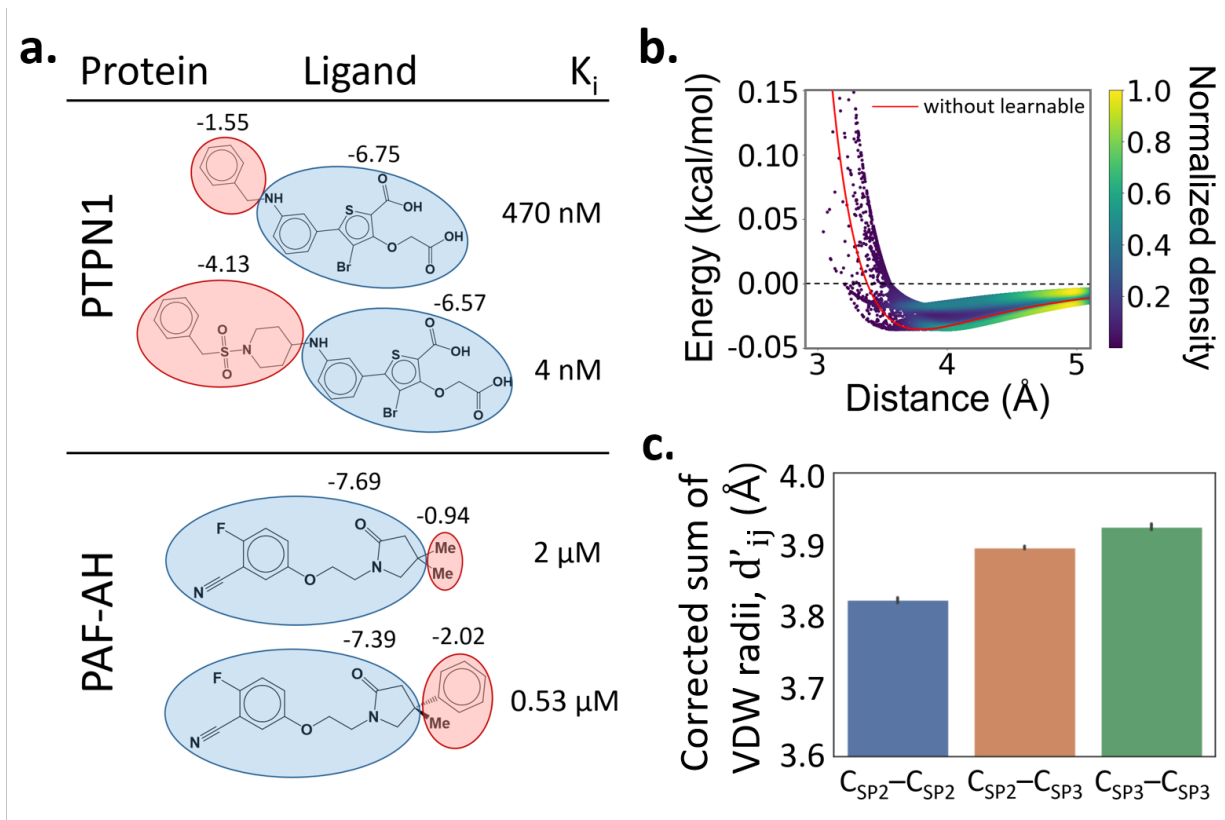 a.
Protein Ligand Kᵢ
PTPN1
-1.55
-6.75
NH
S
O
OH
O
O
OH
Br
470 nM
-4.13
-6.57
O
S
N
O
NH
S
O
OH
O
O
OH
Br
4 nM
PAF-AH
-7.69
-0.94
F
O
Me
Me
N
O
N
2 μM
-7.39
-2.02
F
O
N
Me
O
N
0.53 μM
b.
Energy (kcal/mol)
0.15
0.10
0.05
0.00
-0.05
3 4 5
Distance (Å)
without learnable
1.0
0.8
0.6
0.4
0.2
Normalized density
c.
Corrected sum of
VDW radii, d'ij (Å)
4.0
3.9
3.8
3.7
3.6
CSP2–CSP2 CSP2–CSP3 CSP3–CSP3